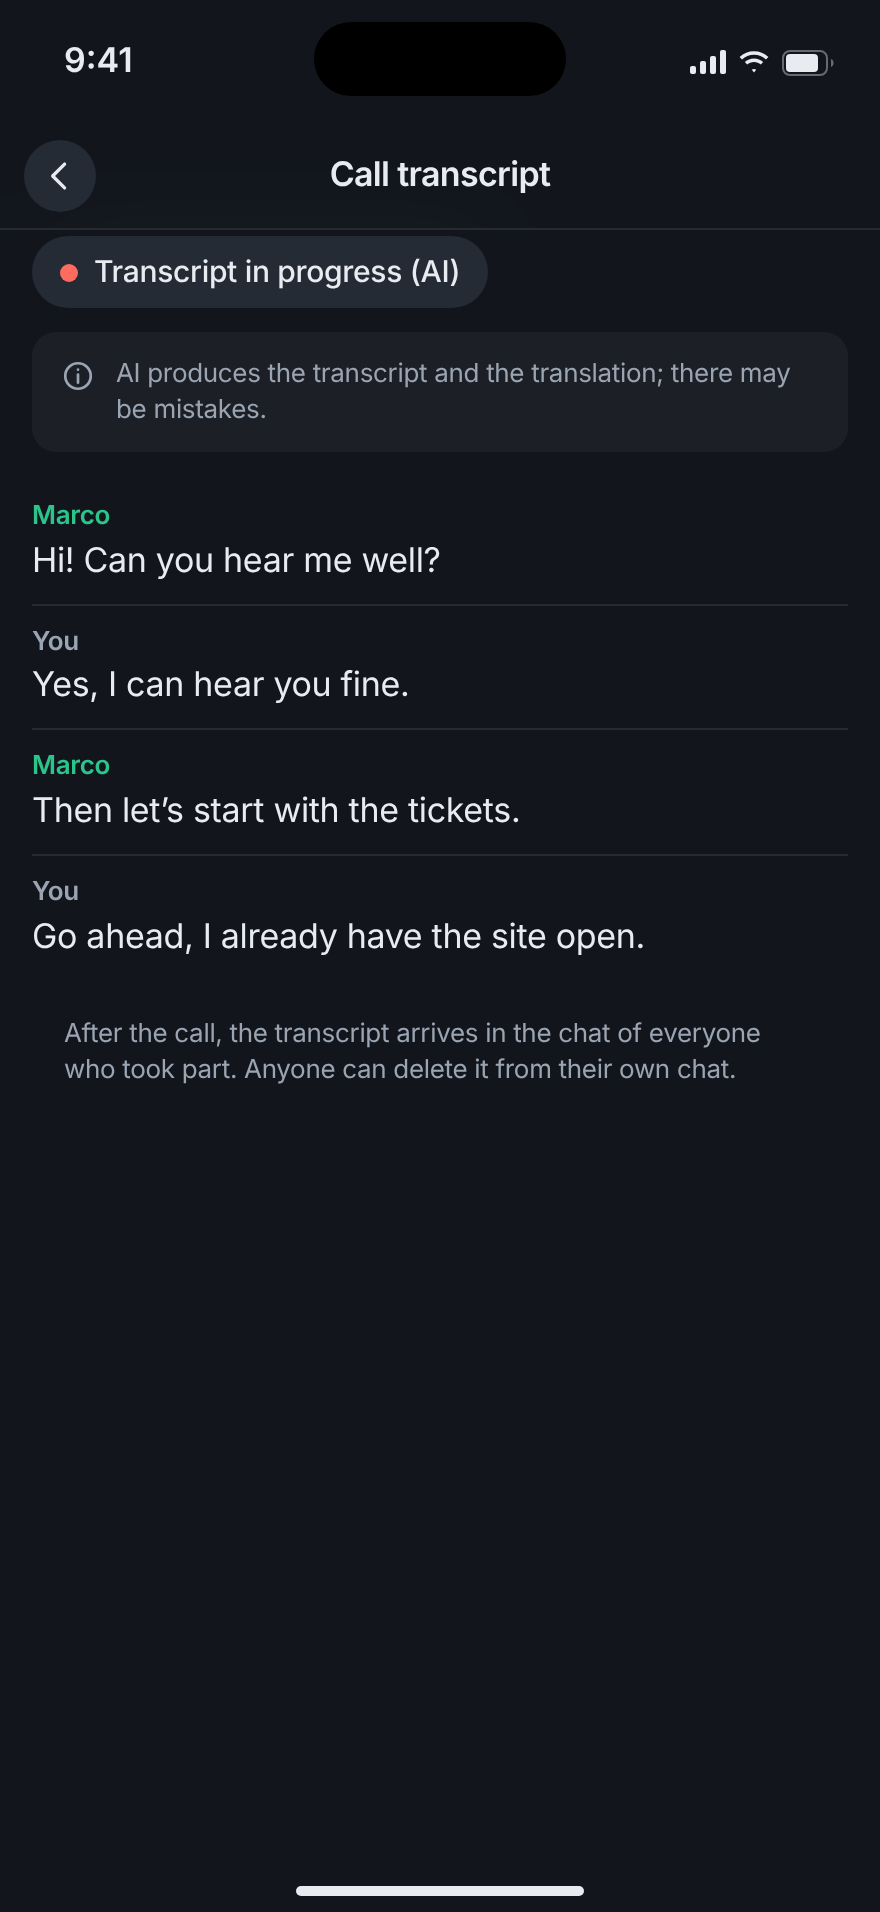 9:41
Call transcript
Transcript in progress (AI)
AI produces the transcript and the translation; there may
be mistakes.
Marco
Hi! Can you hear me well?
You
Yes, I can hear you fine.
Marco
Then let’s start with the tickets.
You
Go ahead, I already have the site open.
After the call, the transcript arrives in the chat of everyone
who took part. Anyone can delete it from their own chat.